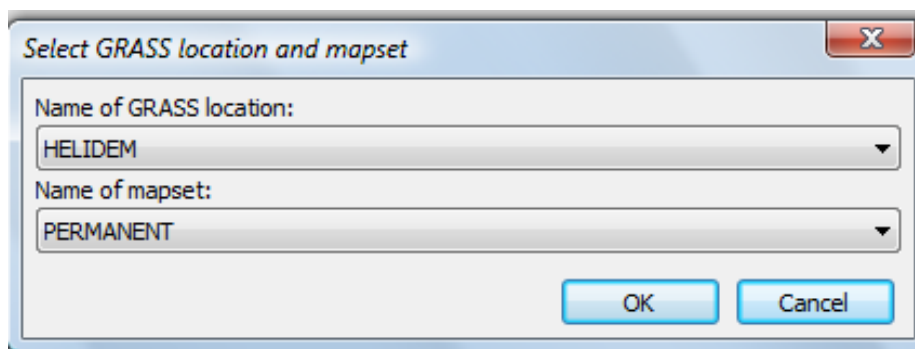 Select GRASS location and mapset
Name of GRASS location:
HELIDEM
Name of mapset:
PERMANENT
OK Cancel